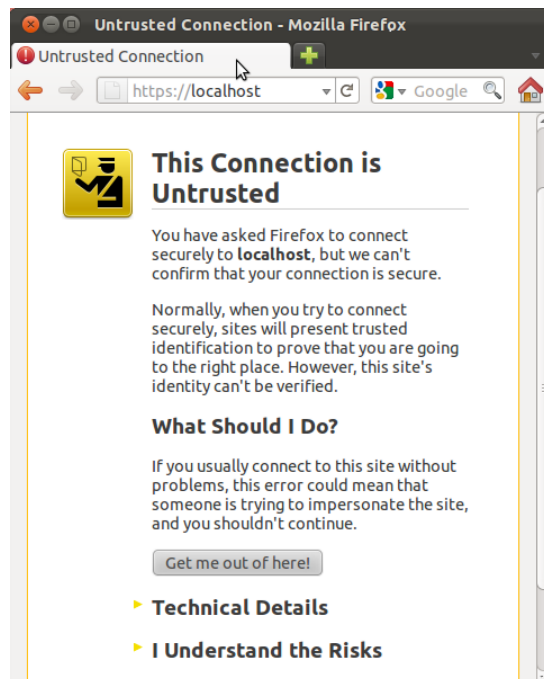 Untrusted Connection - Mozilla Firefox
Untrusted Connection
https://localhost
Google
This Connection is
Untrusted
You have asked Firefox to connect
securely to localhost, but we can't
confirm that your connection is secure.
Normally, when you try to connect
securely, sites will present trusted
identification to prove that you are going
to the right place. However, this site's
identity can't be verified.
What Should I Do?
If you usually connect to this site without
problems, this error could mean that
someone is trying to impersonate the site,
and you shouldn't continue.
Get me out of here!
Technical Details
I Understand the Risks